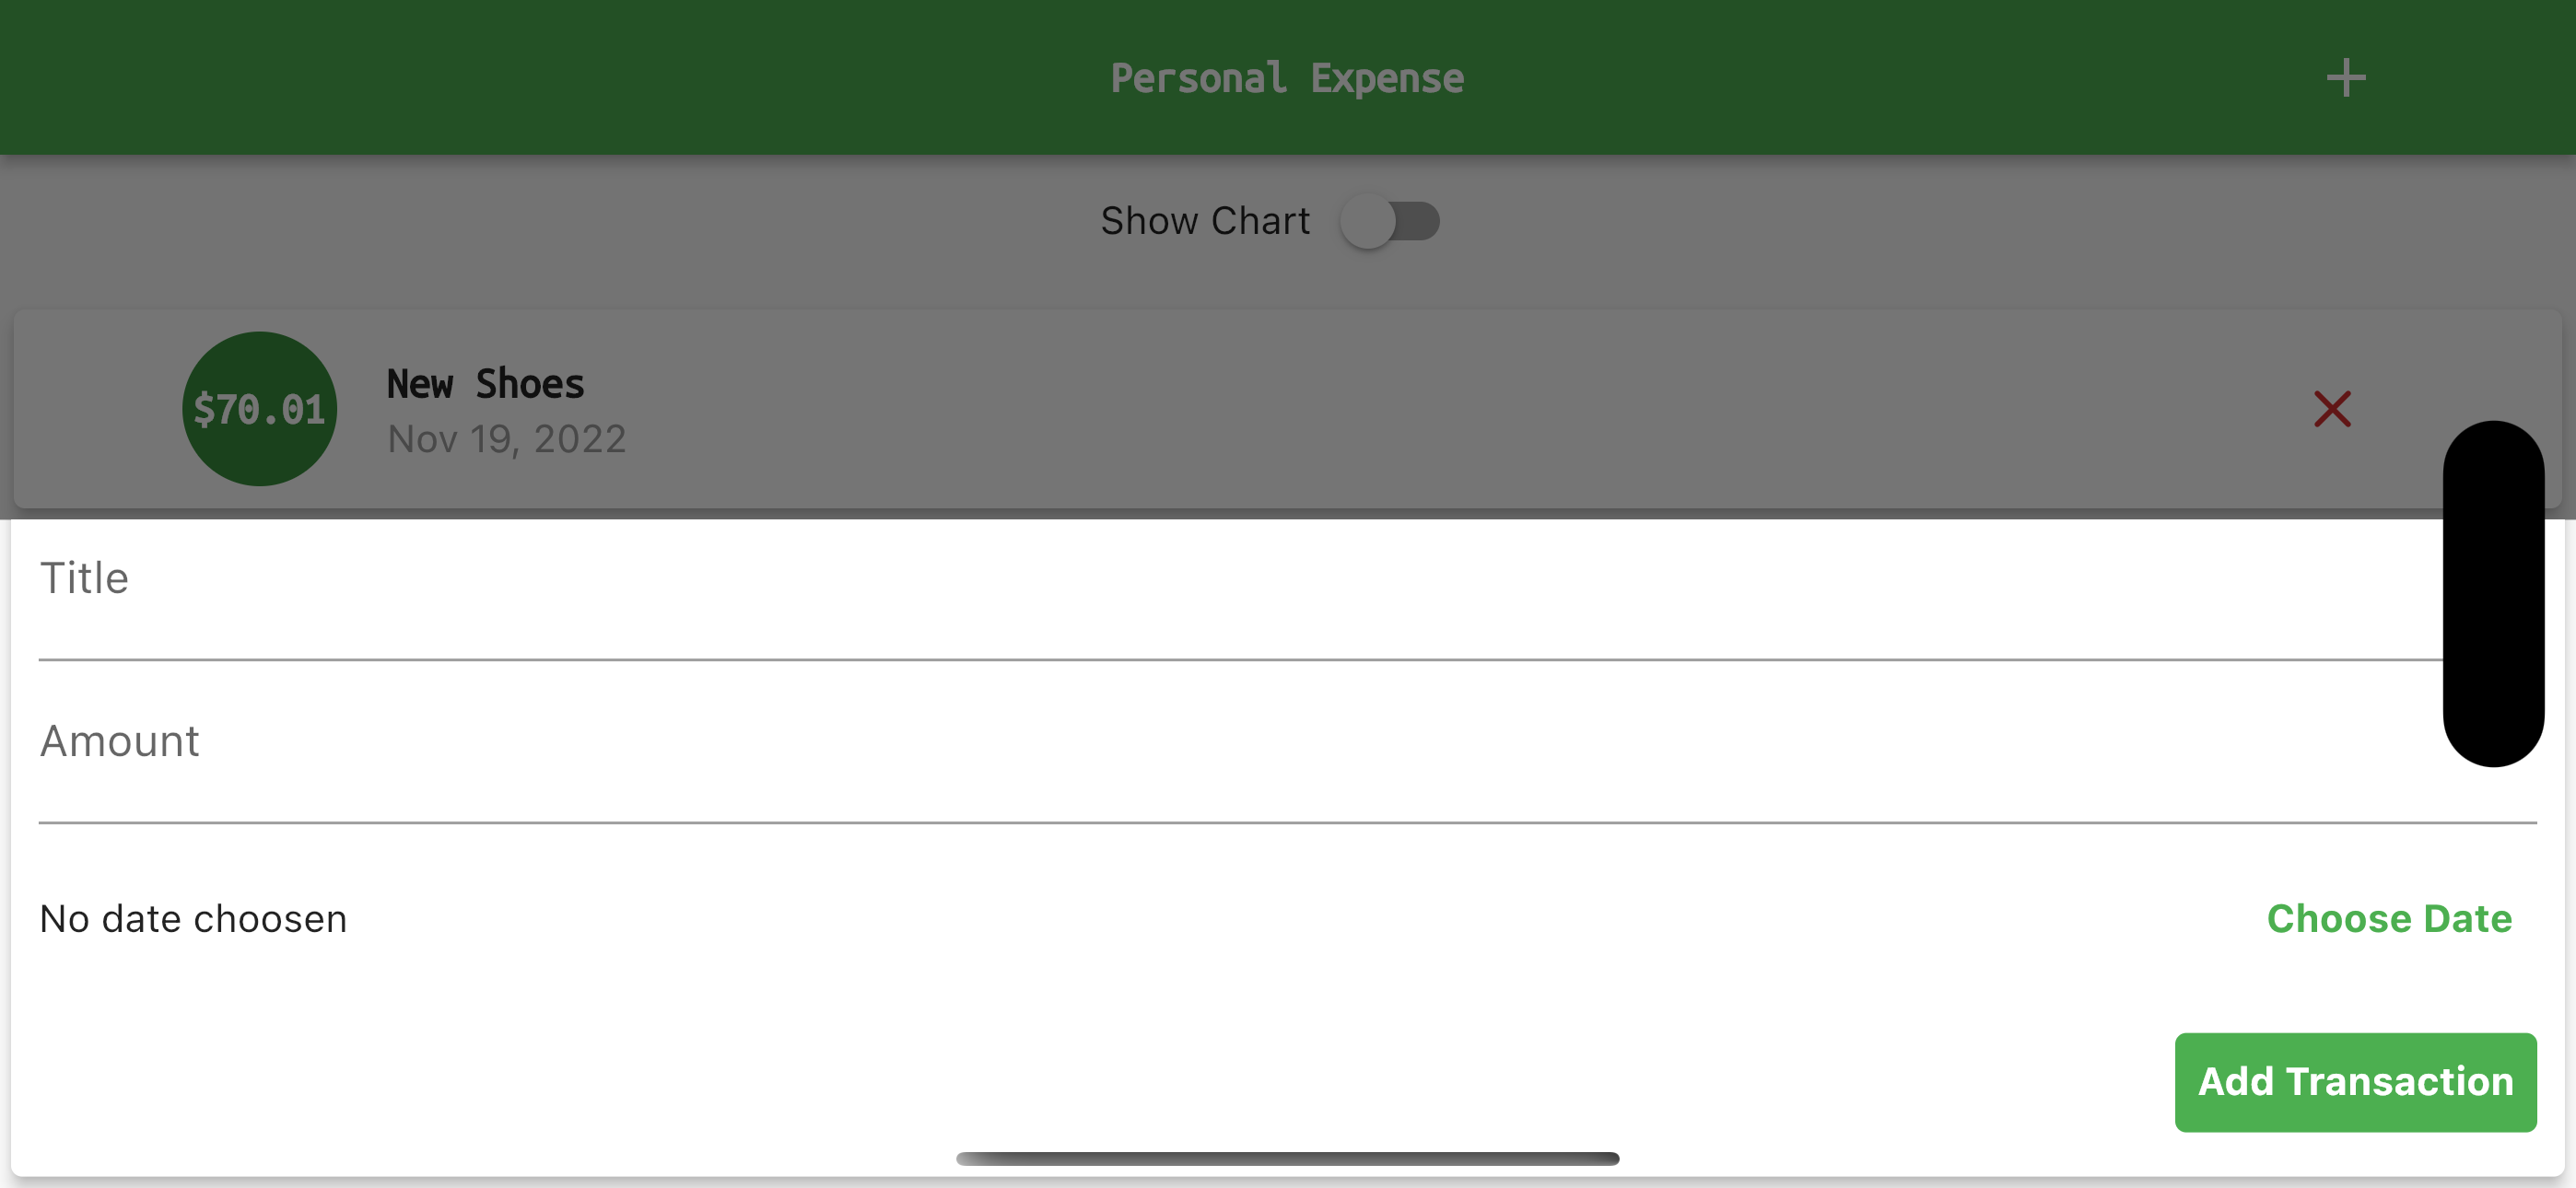 Personal Expense
Show Chart
$70.01
New Shoes
Nov 19, 2022
Title
Amount
No date choosen
Choose Date
Add Transaction